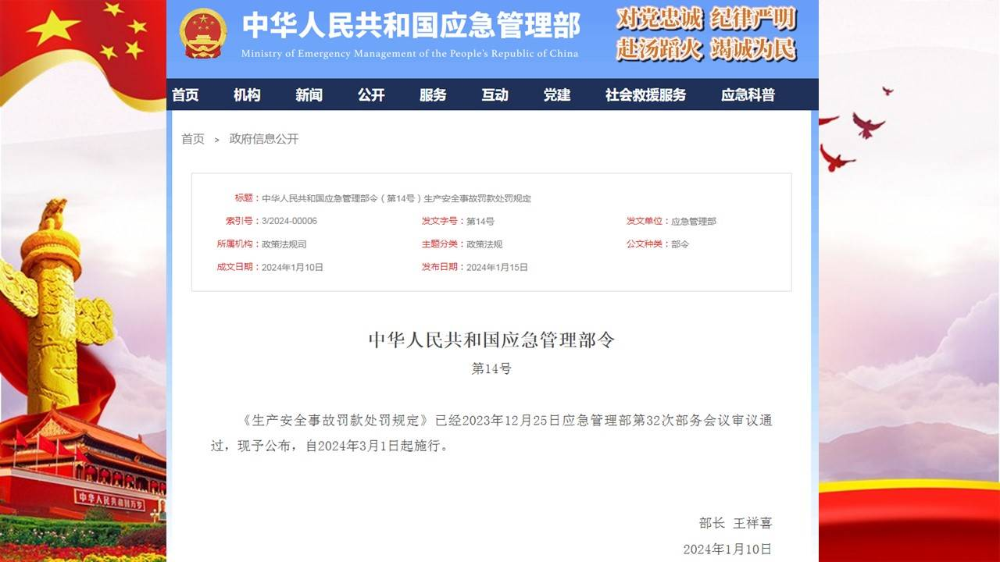 中华人民共和国应急管理部
Ministry of Emergency Management of the People's Republic of China
对党忠诚 纪律严明
赴汤蹈火 竭诚为民
首页 机构 新闻 公开 服务 互动 党建 社会救援服务 应急科普
首页 > 政府信息公开
标题：中华人民共和国应急管理部令（第14号）生产安全事故罚款处罚规定
索引号：3/2024-00006 发文字号：第14号 发文单位：应急管理部
所属机构：政策法规司 主题分类：政策法规 公文种类：部令
成文日期：2024年1月10日 发布日期：2024年1月15日
中华人民共和国应急管理部令
第14号
《生产安全事故罚款处罚规定》已经2023年12月25日应急管理部第32次部务会议审议通
过，现予公布，自2024年3月1日起施行。
中华人民共和国万岁
部长 王祥喜
2024年1月10日